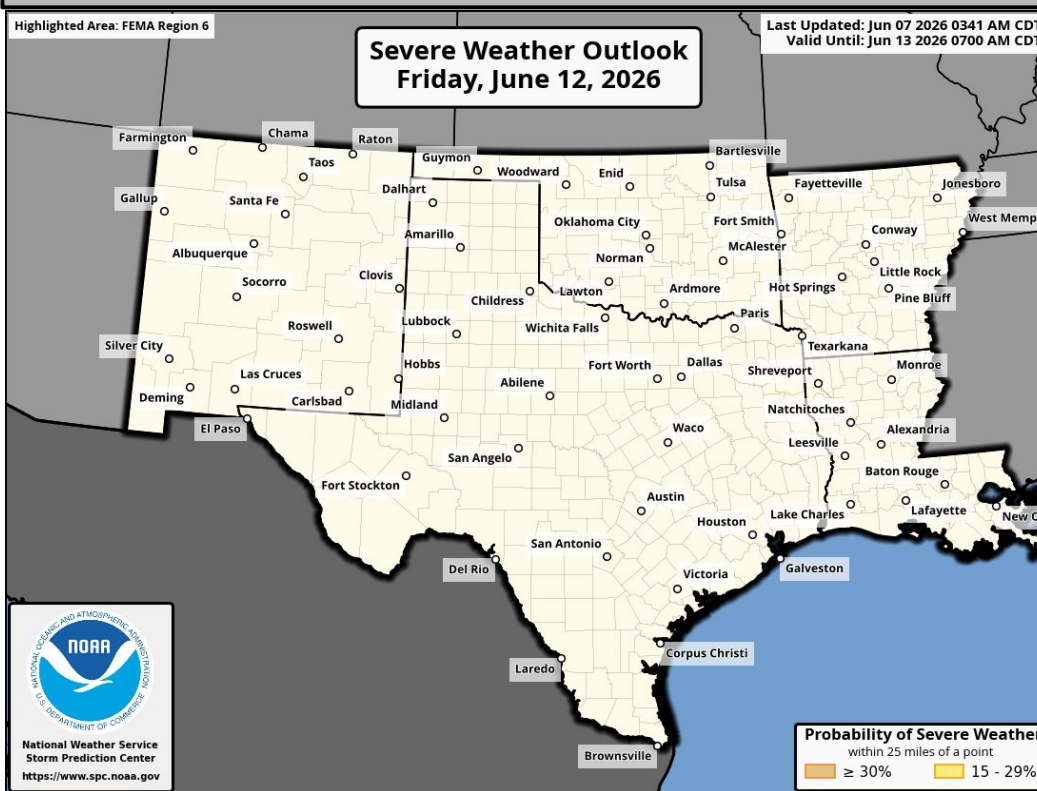 Highlighted Area: FEMA Region 6
Last Updated: Jun 07 2026 0341 AM CDT
Valid Until: Jun 13 2026 0700 AM CDT
Severe Weather Outlook
Friday, June 12, 2026
Farmington
Chama
Raton
Taos
Guymon
Woodward
Enid
Bartlesville
Dalhart
Tulsa
Fayetteville
Jonesboro
Gallup
Santa Fe
Oklahoma City
Fort Smith
West Memp
Amarillo
Conway
Albuquerque
McAlester
Norman
Socorro
Clovis
Little Rock
Childress
Lawton
Ardmore
Hot Springs
Pine Bluff
Roswell
Lubbock
Wichita Falls
Paris
Silver City
Texarkana
Hobbs
Fort Worth
Dallas
Shreveport
Monroe
Las Cruces
Abilene
Deming
Carlsbad
Midland
Natchitoches
El Paso
Waco
Alexandria
Leesville
San Angelo
Baton Rouge
Fort Stockton
Austin
Lake Charles
Lafayette
New O
Houston
San Antonio
Del Rio
Galveston
Victoria
Corpus Christi
Laredo
Brownsville
NATIONAL OCEANIC AND ATMOSPHERIC ADMINISTRATION
NOAA
U.S. DEPARTMENT OF COMMERCE
National Weather Service
Storm Prediction Center
https://www.spc.noaa.gov
Probability of Severe Weather
within 25 miles of a point
≥ 30%
15 - 29%